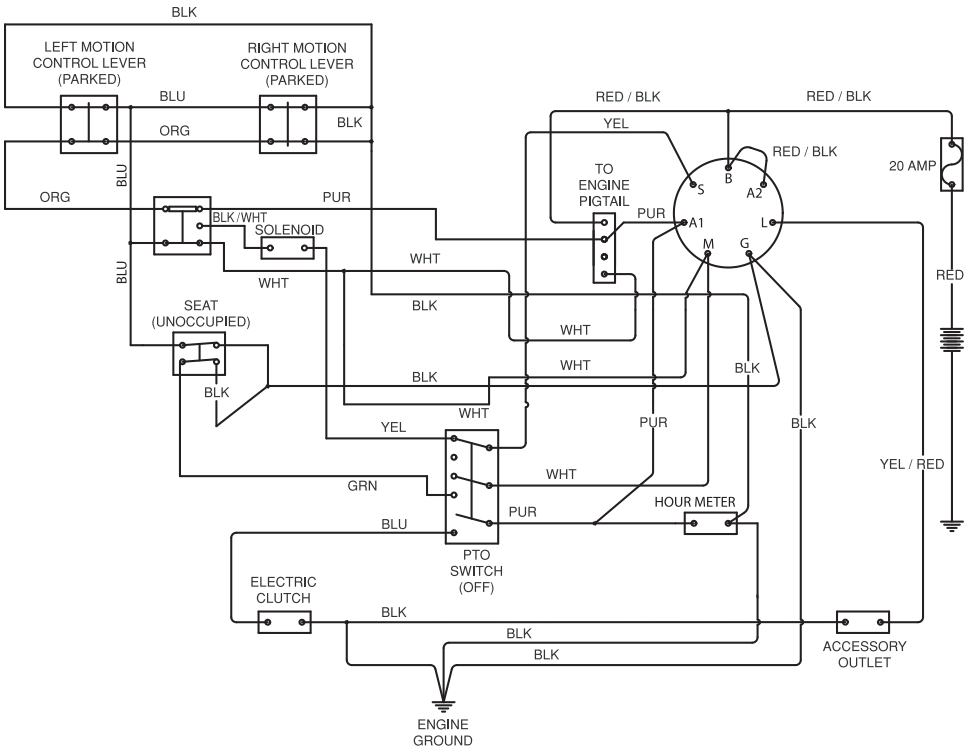 BLK
LEFT MOTION
CONTROL LEVER
(PARKED)
RIGHT MOTION
CONTROL LEVER
(PARKED)
BLU
ORG
BLK
BLU
ORG
PUR
BLK/WHT
SOLENOID
WHT
BLU
SEAT
(UNOCCUPIED)
BLK
RED / BLK
RED / BLK
YEL
TO
ENGINE
PIGTAIL
PUR
B
RED / BLK
S
A2
A1
L
M
G
20 AMP
RED
WHT
BLK
WHT
WHT
BLK
BLK
WHT
YEL
PUR
BLK
YEL / RED
GRN
WHT
HOUR METER
BLU
PUR
PTO
SWITCH
(OFF)
ELECTRIC
CLUTCH
BLK
BLK
BLK
ACCESSORY
OUTLET
ENGINE
GROUND